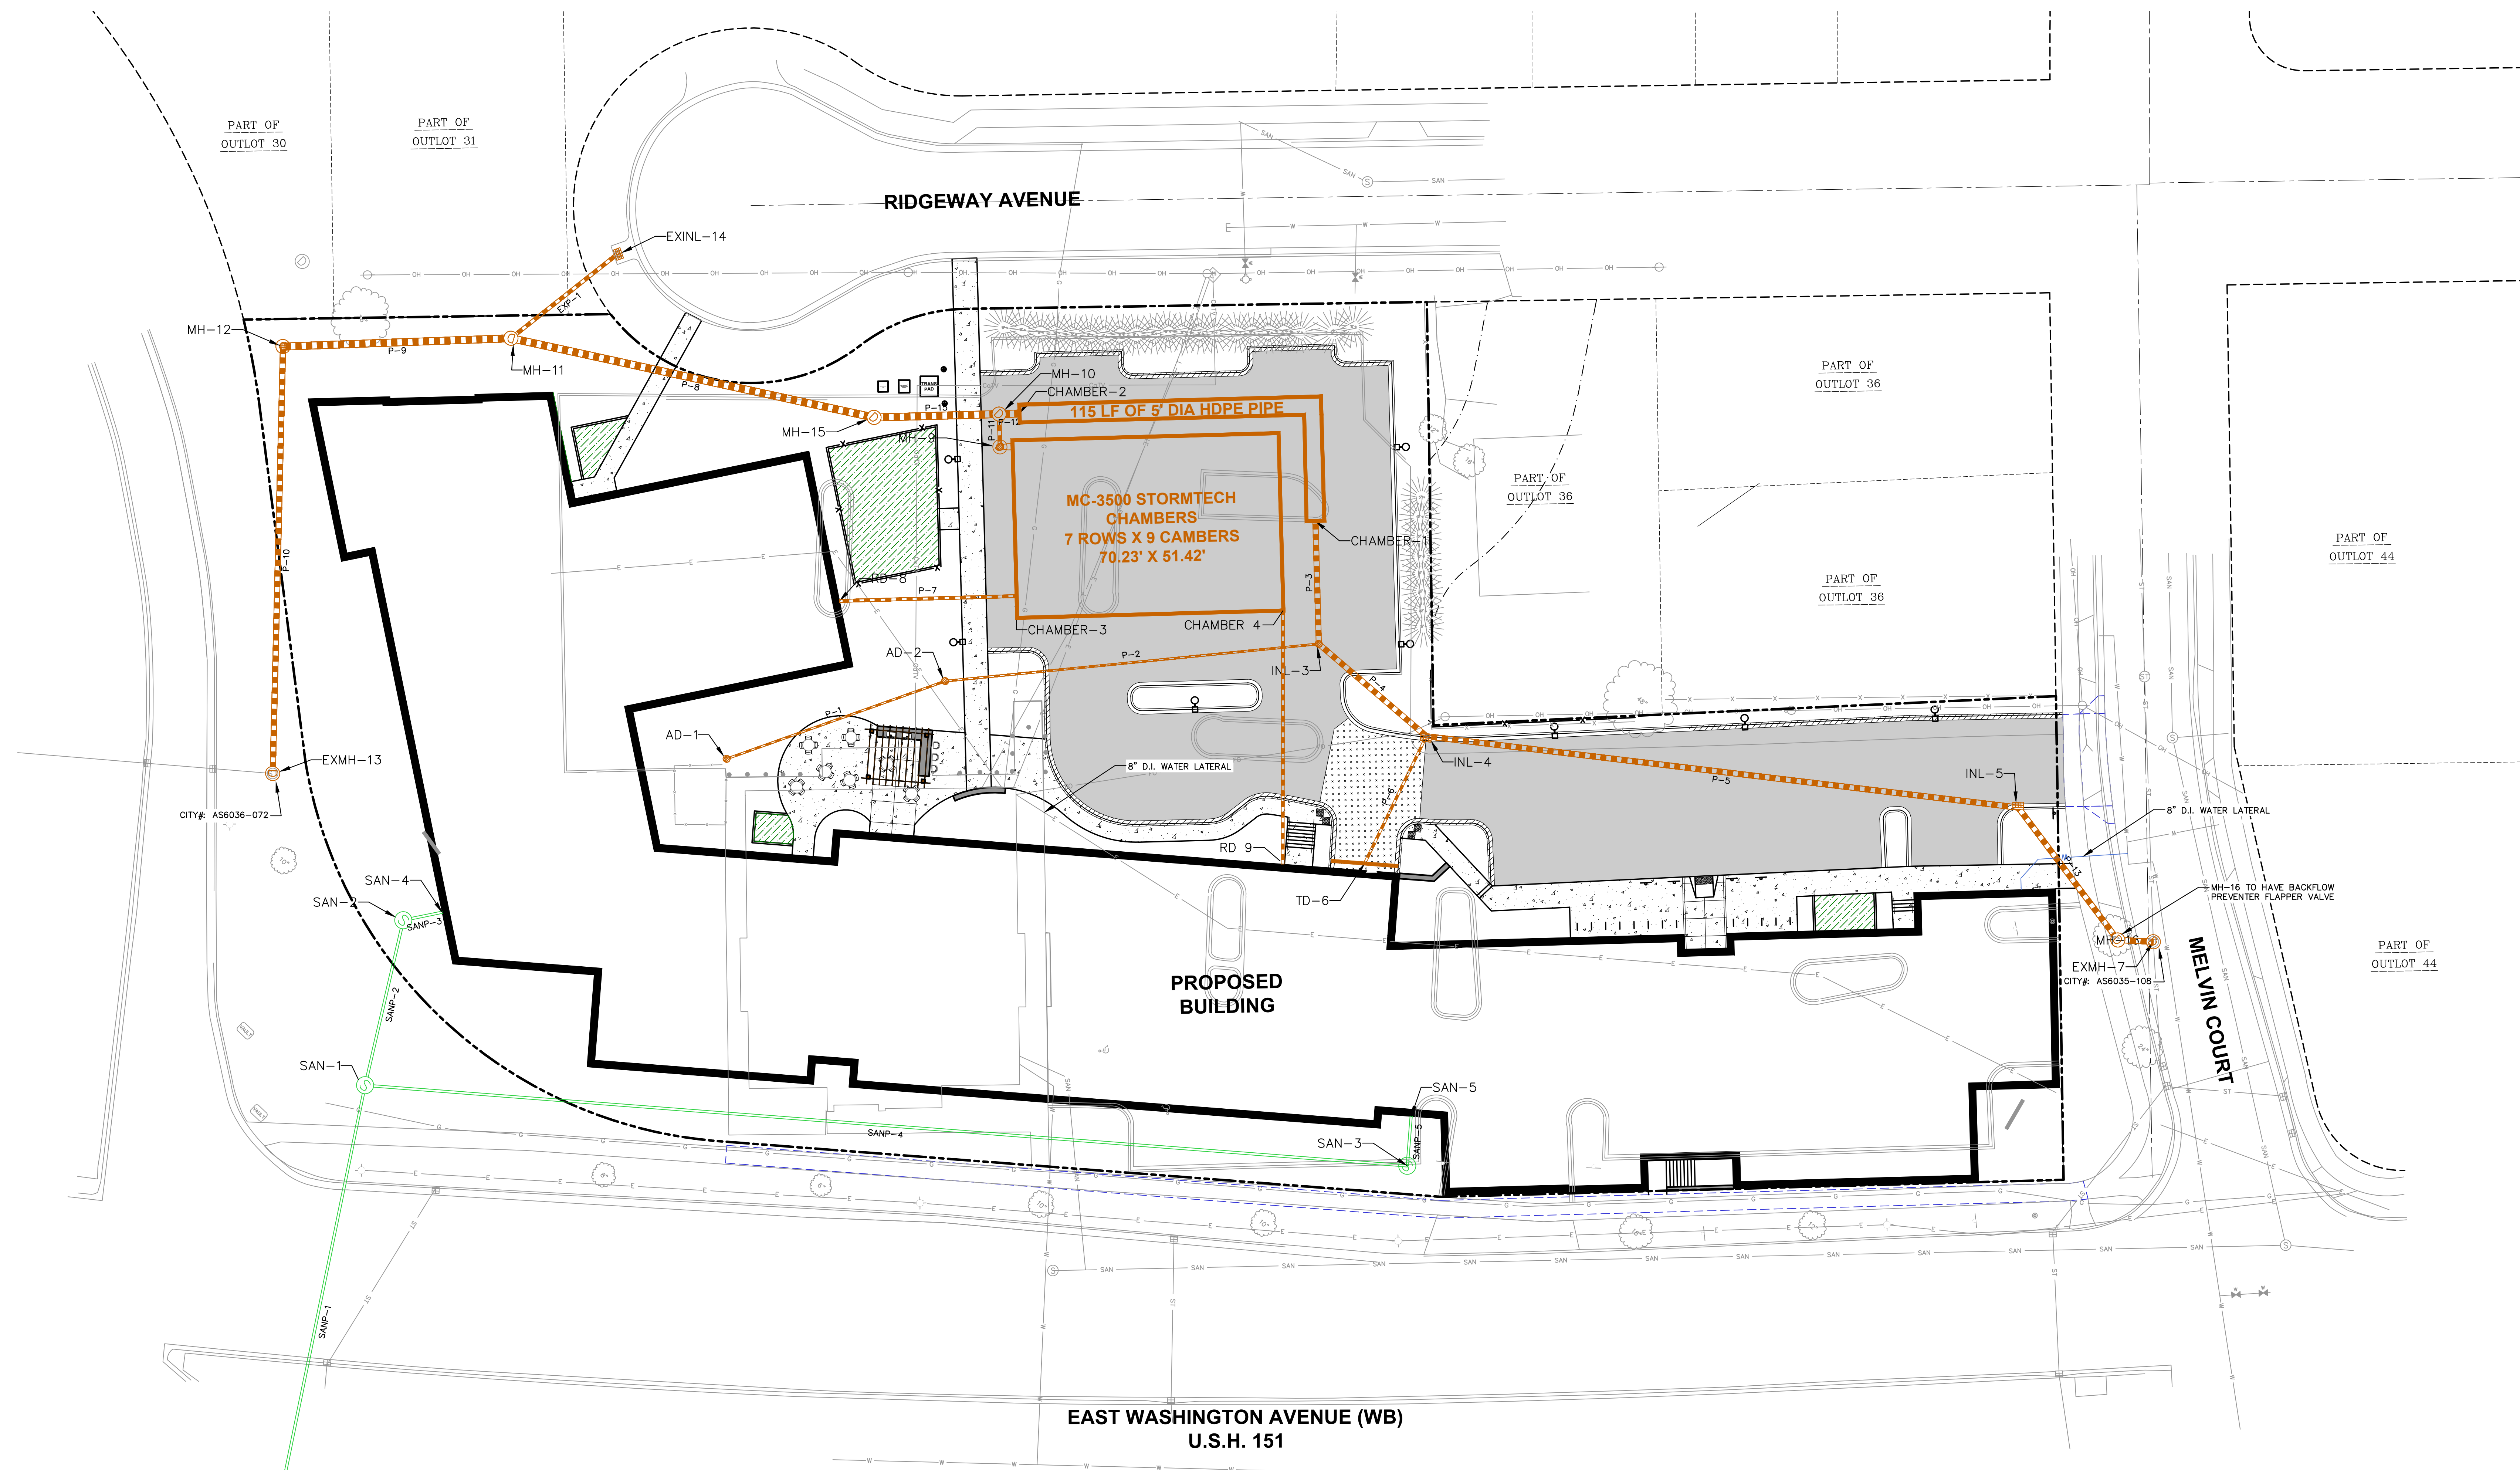 PART OF
OUTLOT 30
PART OF
OUTLOT 31
RIDGEWAY AVENUE
EXINL-14
EXP-1
MH-12
P-9
MH-11
P-8
MH-15
P-15
TRANS
PAD
MH-10
CHAMBER-2
115 LF OF 5' DIA HDPE PIPE
P-12
P-11
MH-9
MC-3500 STORMTECH
CHAMBERS
7 ROWS X 9 CAMBERS
70.23' X 51.42'
CHAMBER-1
P-3
RD-8
P-7
CHAMBER-3
CHAMBER 4
AD-2
P-2
INL-3
P-1
AD-1
P-4
P-10
EXMH-13
CITY#: AS6036-072
PART OF
OUTLOT 36
PART OF
OUTLOT 36
PART OF
OUTLOT 36
PART OF
OUTLOT 44
PART OF
OUTLOT 44
8" D.I. WATER LATERAL
INL-4
P-5
INL-5
P-6
RD 9
TD-6
8" D.I. WATER LATERAL
P-13
MH-16 TO HAVE BACKFLOW
PREVENTER FLAPPER VALVE
MH-16
EXMH-7
CITY#: AS6035-108
MELVIN COURT
SAN-4
SAN-2
SANP-3
SANP-2
SAN-1
SANP-4
SAN-5
SAN-3
SANP-5
SANP-1
PROPOSED
BUILDING
VAULT
VAULT
EAST WASHINGTON AVENUE (WB)
U.S.H. 151